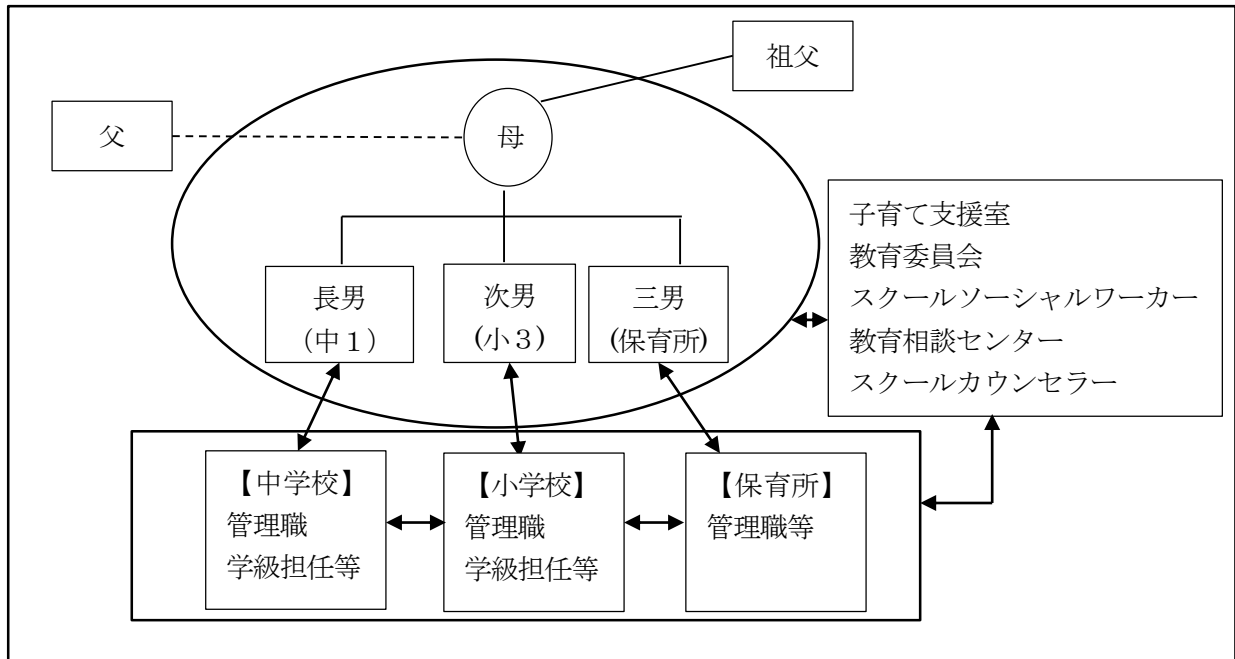 祖父
父
母
長男
(中1)
次男
(小3)
三男
(保育所)
子育て支援室
教育委員会
スクールソーシャルワーカー
教育相談センター
スクールカウンセラー
【中学校】
管理職
学級担任等
【小学校】
管理職
学級担任等
【保育所】
管理職等